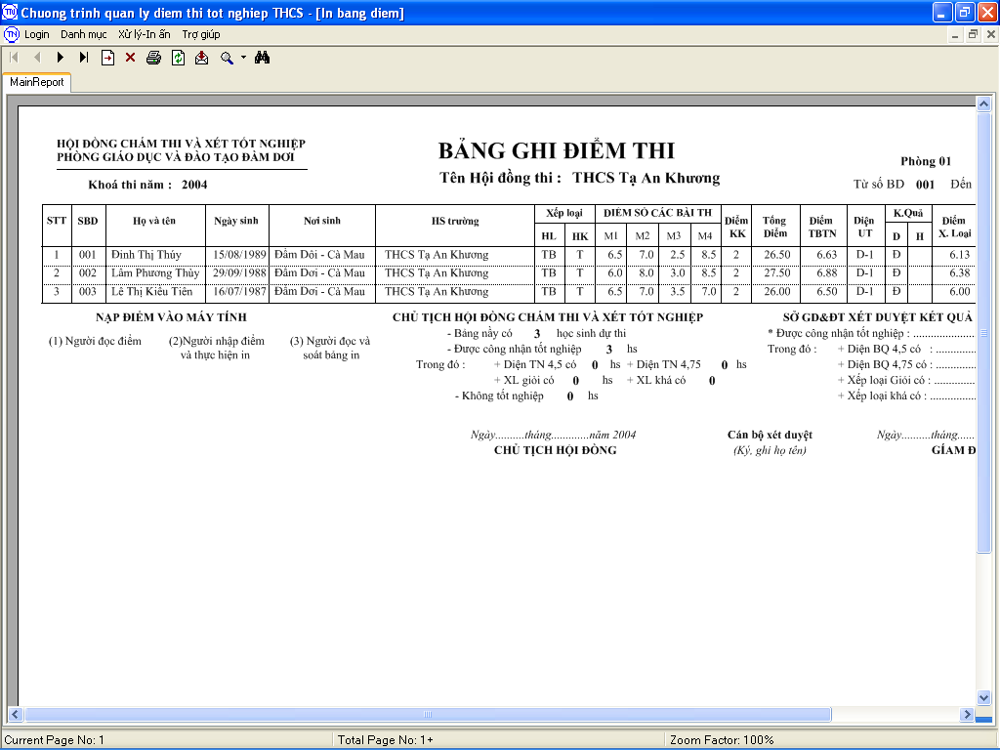 Chuong trinh quan ly diem thi tot nghiep THCS - [In bang diem]
Login Danh mục Xử lý-In ấn Trợ giúp
MainReport
HỘI ĐỒNG CHẤM THI VÀ XÉT TỐT NGHIỆP
PHÒNG GIÁO DỤC VÀ ĐÀO TẠO ĐẦM DƠI
Khoá thi năm : 2004
BẢNG GHI ĐIỂM THI
Tên Hội đồng thi : THCS Tạ An Khương
Phòng 01
Từ số BD 001 Đến
STT SBD Họ và tên Ngày sinh Nơi sinh HS trường Xếp loại ĐIỂM SỐ CÁC BÀI TH Điểm KK Tổng Điểm Điểm TBTN Diện UT K.Quả Điểm X. Loại
HL HK M1 M2 M3 M4 Đ H
1 001 Đinh Thị Thúy 15/08/1989 Đầm Dôi - Cà Mau THCS Tạ An Khương TB T 6.5 7.0 2.5 8.5 2 26.50 6.63 D-1 Đ 6.13
2 002 Lâm Phương Thùy 29/09/1988 Đầm Dơi - Cà Mau THCS Tạ An Khương TB T 6.0 8.0 3.0 8.5 2 27.50 6.88 D-1 Đ 6.38
3 003 Lê Thị Kiều Tiên 16/07/1987 Đầm Dơi - Cà Mau THCS Tạ An Khương TB T 6.5 7.0 3.5 7.0 2 26.00 6.50 D-1 Đ 6.00
NẠP ĐIỂM VÀO MÁY TÍNH
(1) Người đọc điểm (2)Người nhập điểm (3) Người đọc và
và thực hiện in soát bảng in
CHỦ TỊCH HỘI ĐỒNG CHẤM THI VÀ XÉT TỐT NGHIỆP
- Bảng nầy có 3 học sinh dự thi
- Được công nhận tốt nghiệp 3 hs
Trong đó : + Diện TN 4,5 có 0 hs + Diện TN 4,75 0 hs
+ XL giỏi có 0 hs + XL khá có 0
- Không tốt nghiệp 0 hs
SỞ GD&ĐT XÉT DUYỆT KẾT QUẢ
* Được công nhận tốt nghiệp : .....................
Trong đó : + Diện BQ 4,5 có : ..............
+ Diện BQ 4,75 có : ..............
+ Xếp loại Giỏi có : ..............
+ Xếp loại khá có : ................
Ngày..........tháng.............năm 2004
CHỦ TỊCH HỘI ĐỒNG
Cán bộ xét duyệt
(Ký, ghi họ tên)
Ngày..........tháng......
GÍAM Đ
Current Page No: 1 Total Page No: 1+ Zoom Factor: 100%